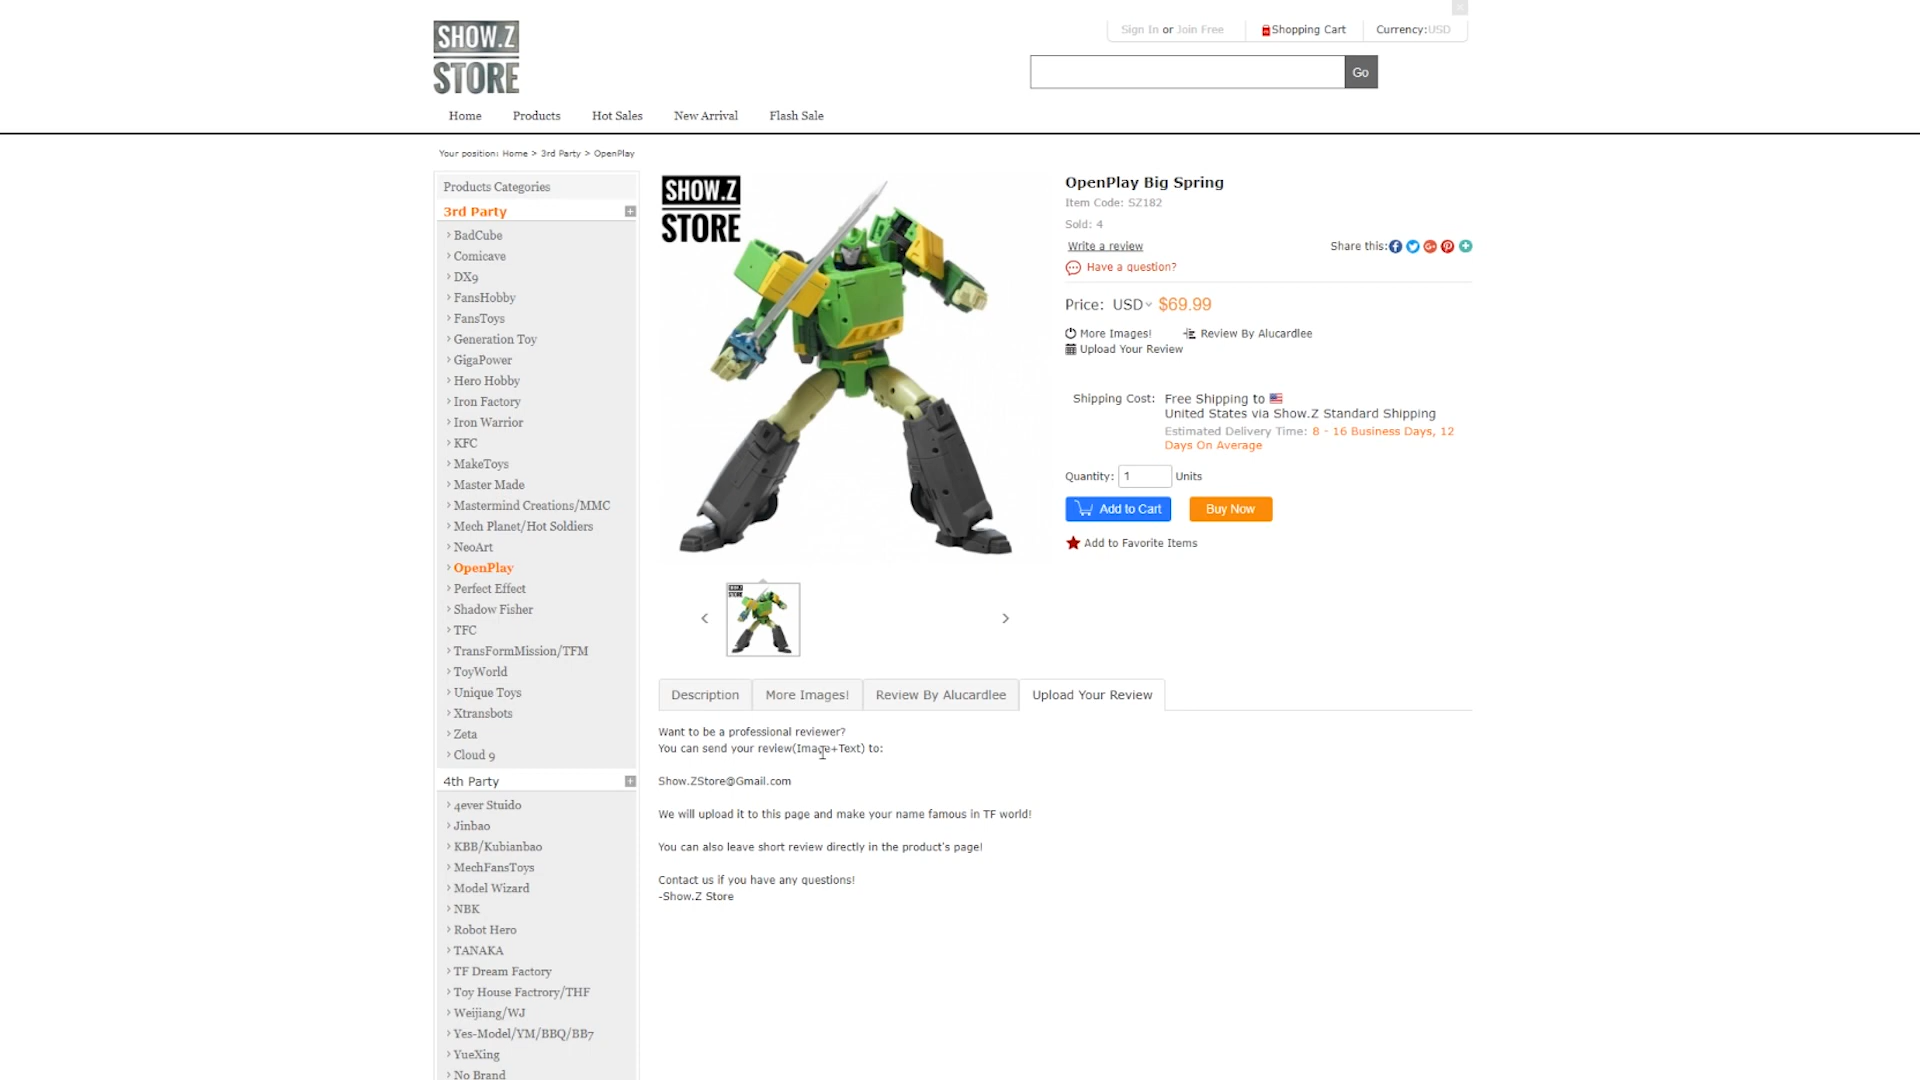 SHOW.Z
STORE
Sign In or Join Free
Shopping Cart
Currency:USD
Go
Home
Products
Hot Sales
New Arrival
Flash Sale
Your position: Home > 3rd Party > OpenPlay
Products Categories
3rd Party
BadCube
Comicave
DX9
FansHobby
FansToys
Generation Toy
GigaPower
Hero Hobby
Iron Factory
Iron Warrior
KFC
MakeToys
Master Made
Mastermind Creations/MMC
Mech Planet/Hot Soldiers
NeoArt
OpenPlay
Perfect Effect
Shadow Fisher
TFC
TransFormMission/TFM
ToyWorld
Unique Toys
Xtransbots
Zeta
Cloud 9
4th Party
4ever Stuido
Jinbao
KBB/Kubianbao
MechFansToys
Model Wizard
NBK
Robot Hero
TANAKA
TF Dream Factory
Toy House Factrory/THF
Weijiang/WJ
Yes-Model/YM/BBQ/BB7
YueXing
No Brand
SHOW.Z
STORE
OpenPlay Big Spring
Item Code: SZ182
Sold: 4
Write a review
Share this:
Have a question?
Price: USD $69.99
More Images!
Review By Alucardlee
Upload Your Review
Shipping Cost: Free Shipping to
United States via Show.Z Standard Shipping
Estimated Delivery Time: 8 - 16 Business Days, 12
Days On Average
Quantity: 1 Units
Add to Cart
Buy Now
Add to Favorite Items
SHOW.Z
STORE
Description
More Images!
Review By Alucardlee
Upload Your Review
Want to be a professional reviewer?
You can send your review(Image+Text) to:
Show.ZStore@Gmail.com
We will upload it to this page and make your name famous in TF world!
You can also leave short review directly in the product's page!
Contact us if you have any questions!
-Show.Z Store